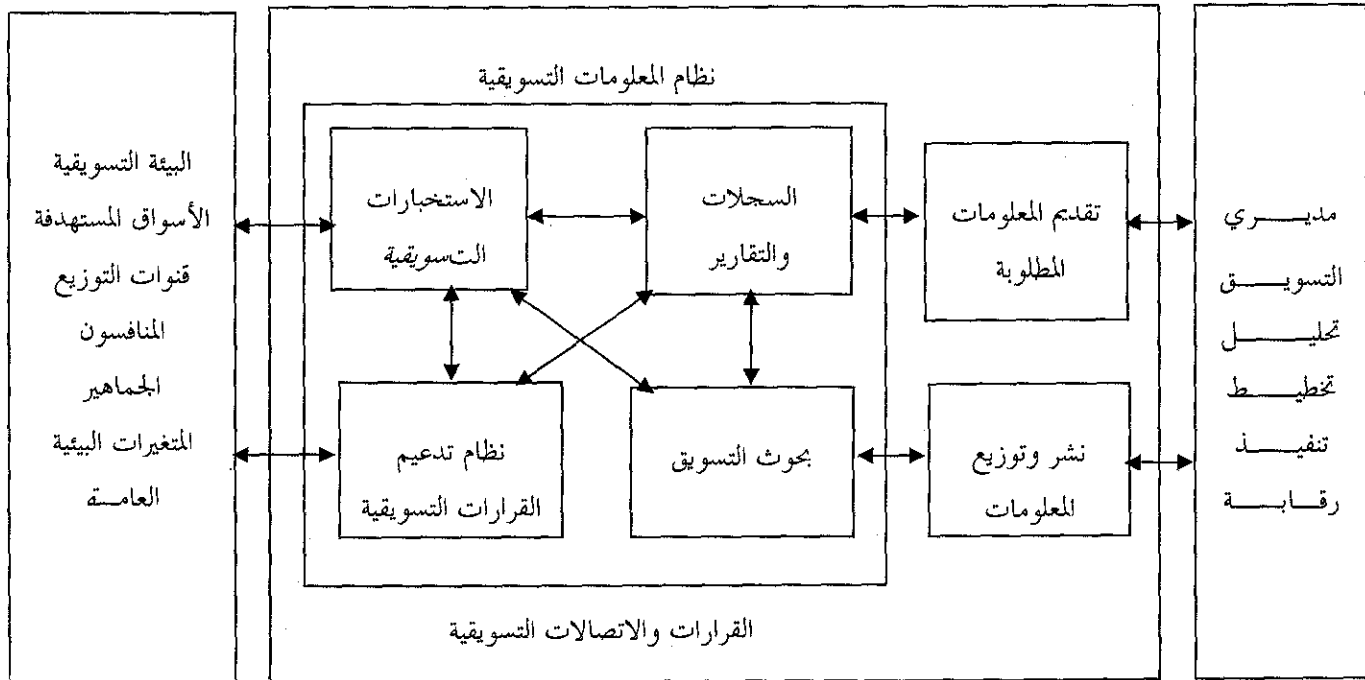 نظام المعلومات التسويقية
مديري
التسويق
تحليل
تخطيط
تنفيذ
رقابة
تقديم المعلومات
المطلوبة
نشر وتوزيع
المعلومات
السجلات
والتقارير
الاستخبارات
التسويقية
بحوث التسويق
نظام تدعيم
القرارات التسويقية
البيئة التسويقية
الأسواق المستهدفة
قنوات التوزيع
المنافسون
الجماهير
المتغيرات البيئية
العامة
القرارات والاتصالات التسويقية